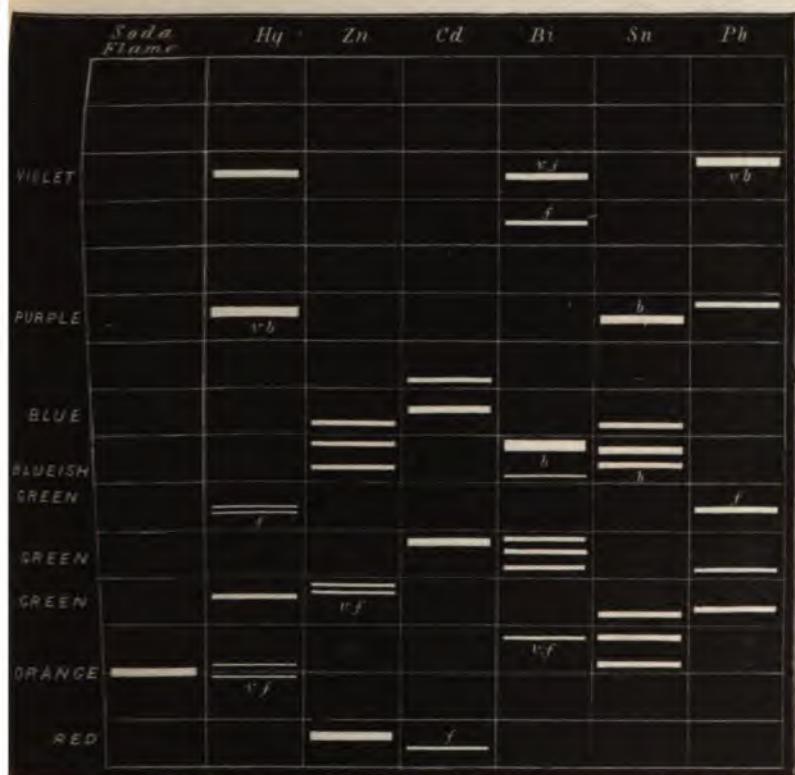 Soda Flame Hg Zn Cd Bi Sn Pb
v.f
VIOLET
v b
f
b
PURPLE
v b
BLUE
BLUEISH
b
b
GREEN
f
f
GREEN
GREEN
v f
v.f
ORANGE
v.f
RED
f